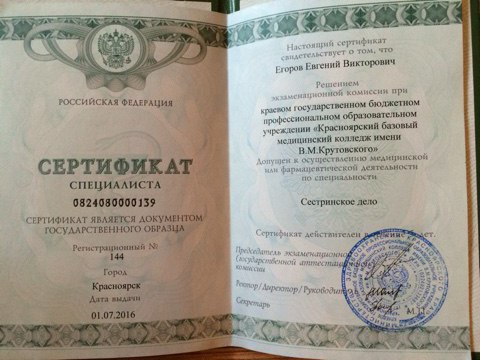 РОССИЙСКАЯ ФЕДЕРАЦИЯ
СЕРТИФИКАТ
СПЕЦИАЛИСТА
0824080000139
СЕРТИФИКАТ ЯВЛЯЕТСЯ ДОКУМЕНТОМ
ГОСУДАРСТВЕННОГО ОБРАЗЦА
Регистрационный №
144
Город
Красноярск
Дата выдачи
01.07.2016
Настоящий сертификат
свидетельствует о том, что
Егоров Евгений Викторович
Решением
экзаменационной комиссии при
краевом государственном бюджетном
профессиональном образовательном
учреждении «Красноярский базовый
медицинский колледж имени
В.М.Крутовского»
Допущен к осуществлению медицинской
или фармацевтической деятельности
по специальности
Сестринское дело
Сертификат действителен в течение 5 лет.
Председатель экзаменационной
(государственной аттестационной)
комиссии
Ректор/Директор/Руководитель
Секретарь
М.П.